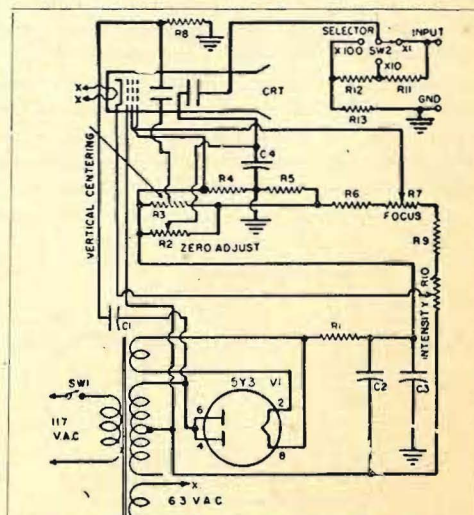 R8
SELECTOR
INPUT
X100 SW2
X1
X10
R12
R11
GND
R13
CRT
X
X
C4
R4
R5
R6
R7
FOCUS
R3
R2
ZERO ADJUST
R9
VERTICAL CENTERING
INTENSITY R10
C1
R1
C2
C3
5Y3
V1
2
6
4
8
SW1
117
V.A.C
X
6.3 VAC